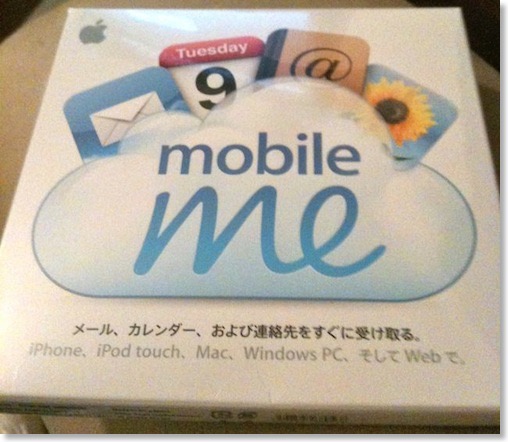 Tuesday
9
@
mobile
me
メール、カレンダー、および連絡先をすぐに受け取る。
iPhone、iPod touch、Mac、Windows PC、そして Web で。